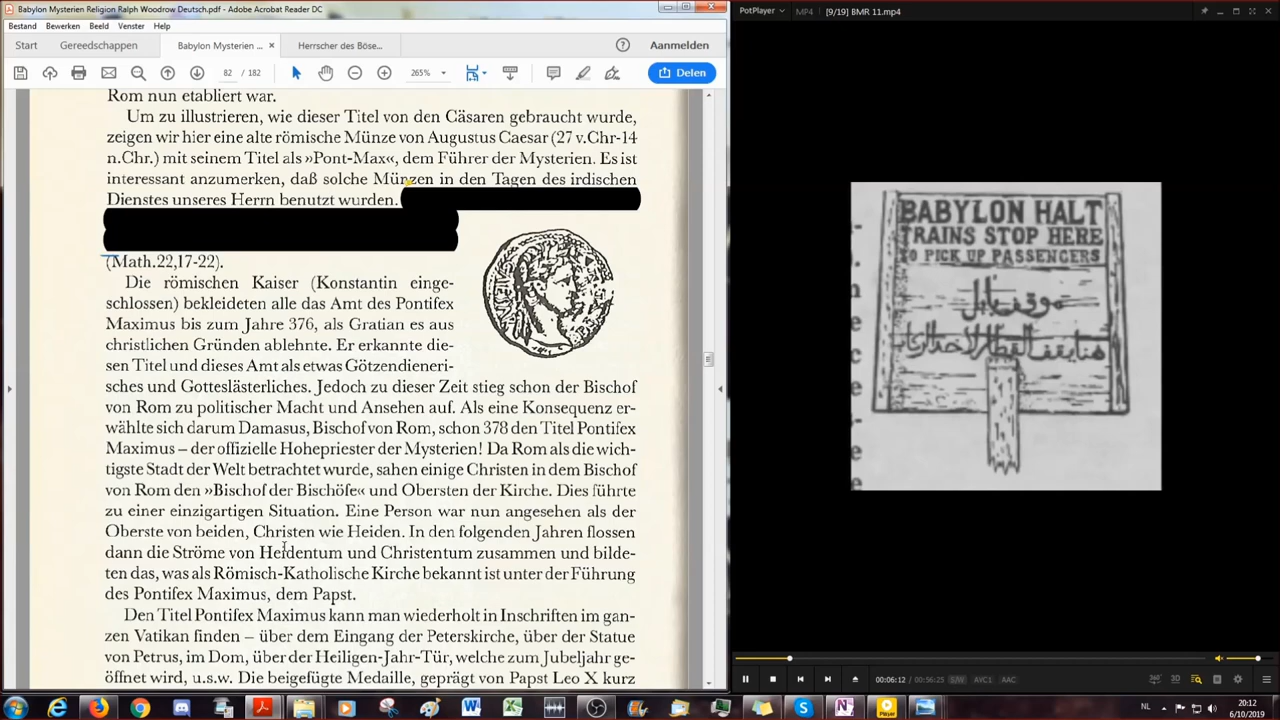 Babylon Mysterien Religion Ralph Woodrow Deutsch.pdf - Adobe Acrobat Reader DC
Bestand Bewerken Beeld Venster Help
Start Gereedschappen Babylon Mysterien ... × Herrscher des Böse... Aanmelden
82 / 182 265% Delen
Rom nun etabliert war.
Um zu illustrieren, wie dieser Titel von den Cäsaren gebraucht wurde,
zeigen wir hier eine alte römische Münze von Augustus Caesar (27 v.Chr-14
n.Chr.) mit seinem Titel als »Pont-Max«, dem Führer der Mysterien. Es ist
interessant anzumerken, daß solche Münzen in den Tagen des irdischen
Dienstes unseres Herrn benutzt wurden.
(Math.22,17-22).
Die römischen Kaiser (Konstantin einge-
schlossen) bekleideten alle das Amt des Pontifex
Maximus bis zum Jahre 376, als Gratian es aus
christlichen Gründen ablehnte. Er erkannte die-
sen Titel und dieses Amt als etwas Götzendieneri-
sches und Gotteslästerliches. Jedoch zu dieser Zeit stieg schon der Bischof
von Rom zu politischer Macht und Ansehen auf. Als eine Konsequenz er-
wählte sich darum Damasus, Bischof von Rom, schon 378 den Titel Pontifex
Maximus – der offizielle Hohepriester der Mysterien! Da Rom als die wich-
tigste Stadt der Welt betrachtet wurde, sahen einige Christen in dem Bischof
von Rom den »Bischof der Bischöfe« und Obersten der Kirche. Dies führte
zu einer einzigartigen Situation. Eine Person war nun angesehen als der
Oberste von beiden, Christen wie Heiden. In den folgenden Jahren flossen
dann die Ströme von Heidentum und Christentum zusammen und bilde-
ten das, was als Römisch-Katholische Kirche bekannt ist unter der Führung
des Pontifex Maximus, dem Papst.
Den Titel Pontifex Maximus kann man wiederholt in Inschriften im gan-
zen Vatikan finden – über dem Eingang der Peterskirche, über der Statue
von Petrus, im Dom, über der Heiligen-Jahr-Tür, welche zum Jubeljahr ge-
öffnet wird, u.s.w. Die beigefügte Medaille, geprägt von Papst Leo X kurz
PotPlayer MP4 [9/19] BMR 11.mp4
BABYLON HALT
TRAINS STOP HERE
TO PICK UP PASSENGERS
موقف بابل
هنا يقف القطار لاخذ الركاب
00:06:12 / 00:56:25 S/W AVC1 AAC
NL 20:12
6/10/2019